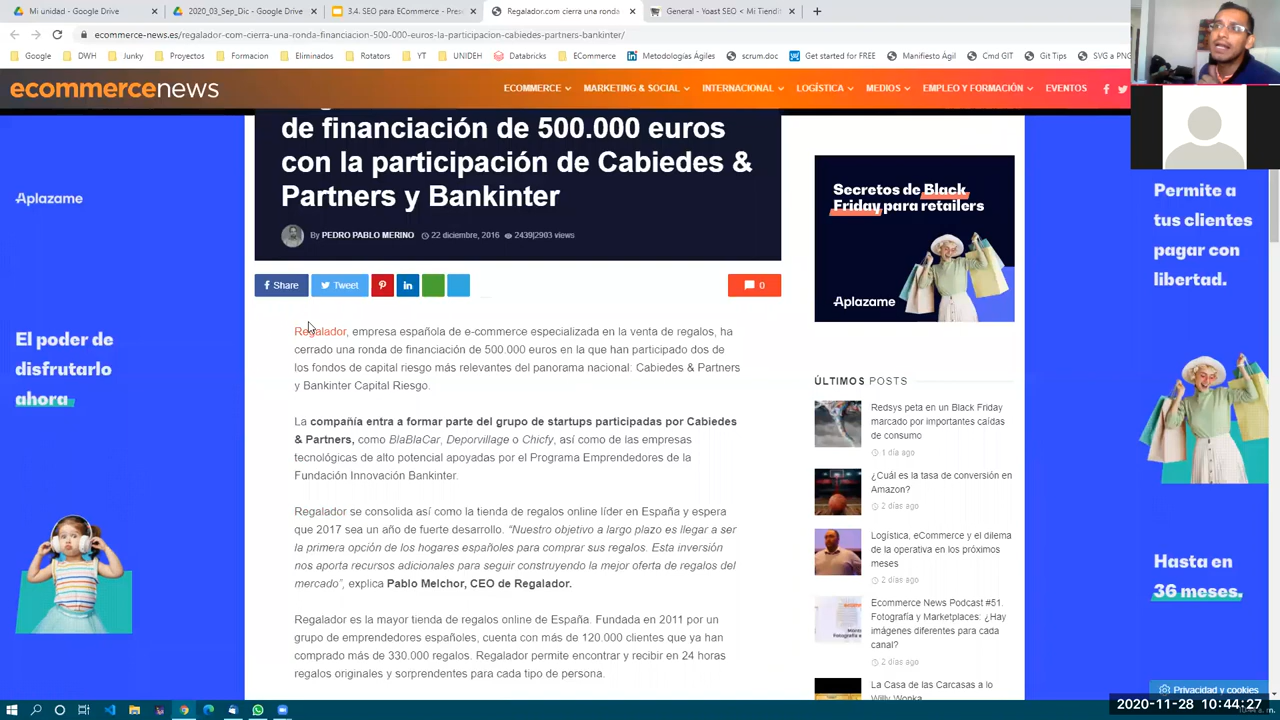 Mi unidad - Google Drive
2020_03_Sep_Dic - Google Drive
3.4. SEO para ECommerce - Prese
Regalador.com cierra una ronda
General - Yoast SEO < Mi Tiendit
ecommerce-news.es/regalador-com-cierra-una-ronda-financiacion-500-000-euros-la-participacion-cabiedes-partners-bankinter/
Google DWH Junky Proyectos Formacion Eliminados Rotators YT UNIDEH Databricks ECommerce Metodologías Ágiles scrum.doc Get started for FREE Manifiesto Ágil Cmd GIT Git Tips SVG a PNG
ecommercenews
ECOMMERCE MARKETING & SOCIAL INTERNACIONAL LOGÍSTICA MEDIOS EMPLEO Y FORMACIÓN EVENTOS
de financiación de 500.000 euros
con la participación de Cabiedes &
Partners y Bankinter
By PEDRO PABLO MERINO 22 diciembre, 2016 2439|2903 views
Share Tweet 0
Regalador, empresa española de e-commerce especializada en la venta de regalos, ha
cerrado una ronda de financiación de 500.000 euros en la que han participado dos de
los fondos de capital riesgo más relevantes del panorama nacional: Cabiedes & Partners
y Bankinter Capital Riesgo.
La compañía entra a formar parte del grupo de startups participadas por Cabiedes
& Partners, como BlaBlaCar, Deporvillage o Chicfy, así como de las empresas
tecnológicas de alto potencial apoyadas por el Programa Emprendedores de la
Fundación Innovación Bankinter.
Regalador se consolida así como la tienda de regalos online líder en España y espera
que 2017 sea un año de fuerte desarrollo. “Nuestro objetivo a largo plazo es llegar a ser
la primera opción de los hogares españoles para comprar sus regalos. Esta inversión
nos aporta recursos adicionales para seguir construyendo la mejor oferta de regalos del
mercado”, explica Pablo Melchor, CEO de Regalador.
Regalador es la mayor tienda de regalos online de España. Fundada en 2011 por un
grupo de emprendedores españoles, cuenta con más de 120.000 clientes que ya han
comprado más de 330.000 regalos. Regalador permite encontrar y recibir en 24 horas
regalos originales y sorprendentes para cada tipo de persona.
Aplazame
El poder de
disfrutarlo
ahora
Secretos de Black
Friday para retailers
Aplazame
ÚLTIMOS POSTS
Redsys peta en un Black Friday
marcado por importantes caídas
de consumo
1 día ago
¿Cuál es la tasa de conversión en
Amazon?
2 días ago
Logística, eCommerce y el dilema
de la operativa en los próximos
meses
2 días ago
Ecommerce News Podcast #51.
Fotografía y Marketplaces: ¿Hay
imágenes diferentes para cada
canal?
2 días ago
La Casa de las Carcasas a lo
Willy Wonka
Permite a
tus clientes
pagar con
libertad.
Hasta en
36 meses.
Privacidad y cookies
2020-11-28 10:44:27